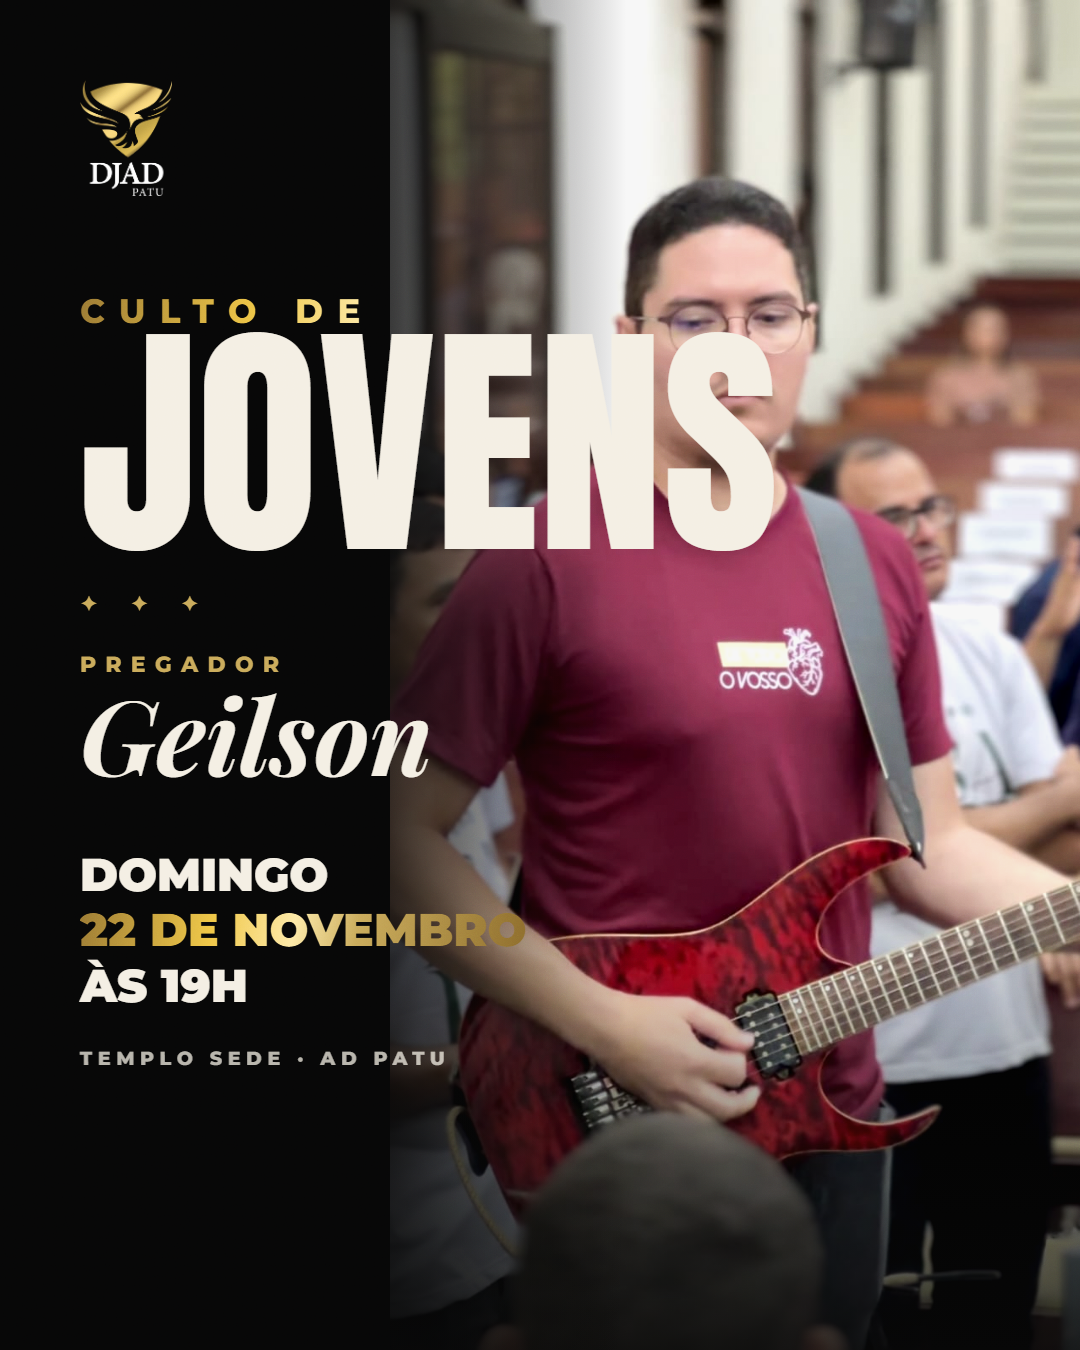 DJAD
PATU
CULTO DE
JOVENS
PREGADOR
Geilson
O VOSSO
DOMINGO
22 DE NOVEMBRO
ÀS 19H
TEMPLO SEDE · AD PATU